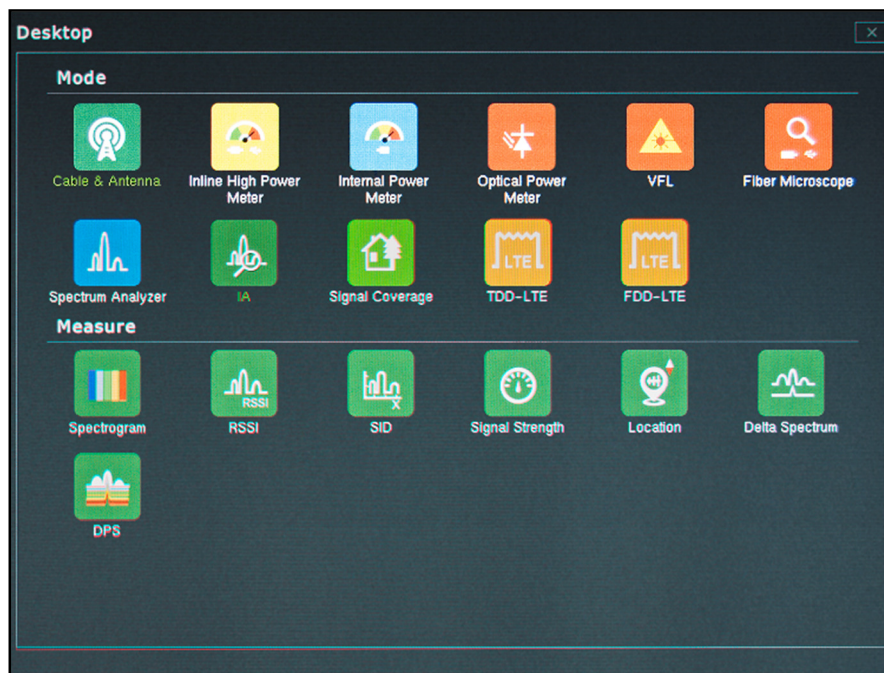 Desktop
Mode
Cable & Antenna
Inline High Power
Meter
Internal Power
Meter
Optical Power
Meter
VFL
Fiber Microscope
Spectrum Analyzer
IA
Signal Coverage
LTE
TDD-LTE
LTE
FDD-LTE
Measure
Spectrogram
RSSI
RSSI
X
SID
Signal Strength
Location
Delta Spectrum
DPS